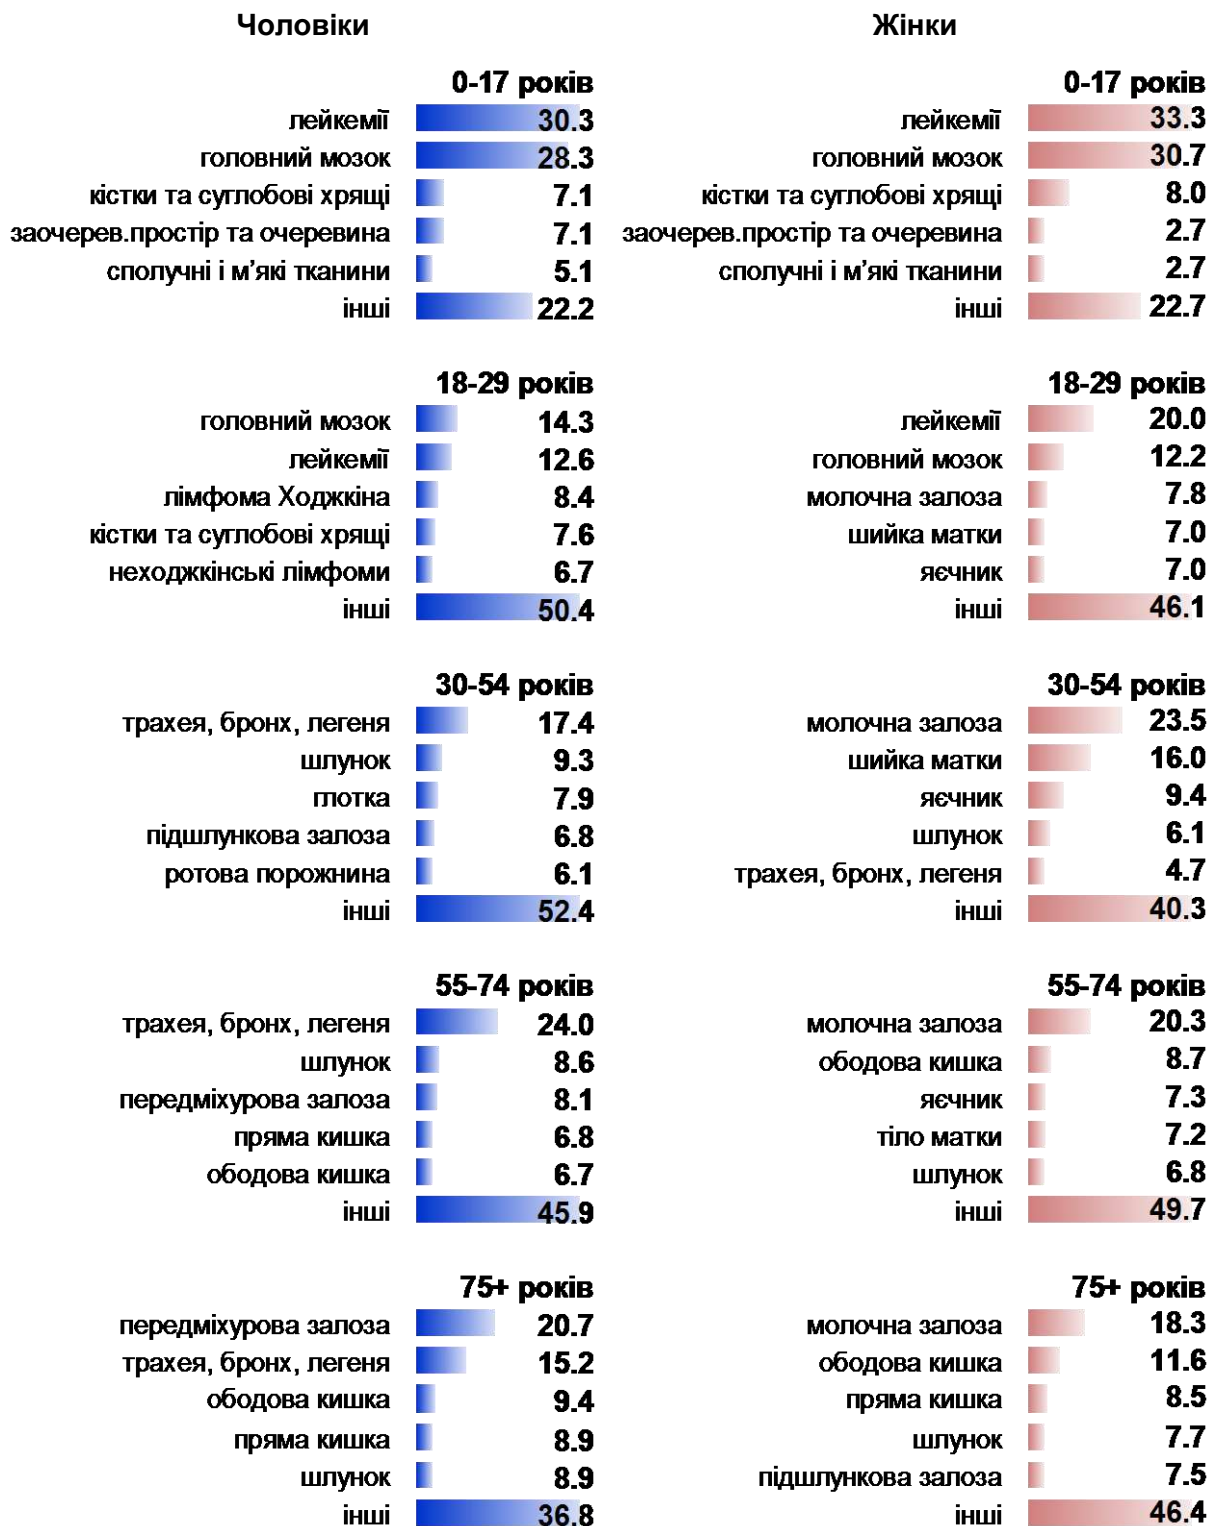 Чоловіки
0-17 років
лейкемії 30.3
головний мозок 28.3
кістки та суглобові хрящі 7.1
заочерев.простір та очеревина 7.1
сполучні і м’які тканини 5.1
інші 22.2
18-29 років
головний мозок 14.3
лейкемії 12.6
лімфома Ходжкіна 8.4
кістки та суглобові хрящі 7.6
неходжкінські лімфоми 6.7
інші 50.4
30-54 років
трахея, бронх, легеня 17.4
шлунок 9.3
глотка 7.9
підшлункова залоза 6.8
ротова порожнина 6.1
інші 52.4
55-74 років
трахея, бронх, легеня 24.0
шлунок 8.6
передміхурова залоза 8.1
пряма кишка 6.8
ободова кишка 6.7
інші 45.9
75+ років
передміхурова залоза 20.7
трахея, бронх, легеня 15.2
ободова кишка 9.4
пряма кишка 8.9
шлунок 8.9
інші 36.8
Жінки
0-17 років
лейкемії 33.3
головний мозок 30.7
кістки та суглобові хрящі 8.0
заочерев.простір та очеревина 2.7
сполучні і м’які тканини 2.7
інші 22.7
18-29 років
лейкемії 20.0
головний мозок 12.2
молочна залоза 7.8
шийка матки 7.0
яєчник 7.0
інші 46.1
30-54 років
молочна залоза 23.5
шийка матки 16.0
яєчник 9.4
шлунок 6.1
трахея, бронх, легеня 4.7
інші 40.3
55-74 років
молочна залоза 20.3
ободова кишка 8.7
яєчник 7.3
тіло матки 7.2
шлунок 6.8
інші 49.7
75+ років
молочна залоза 18.3
ободова кишка 11.6
пряма кишка 8.5
шлунок 7.7
підшлункова залоза 7.5
інші 46.4